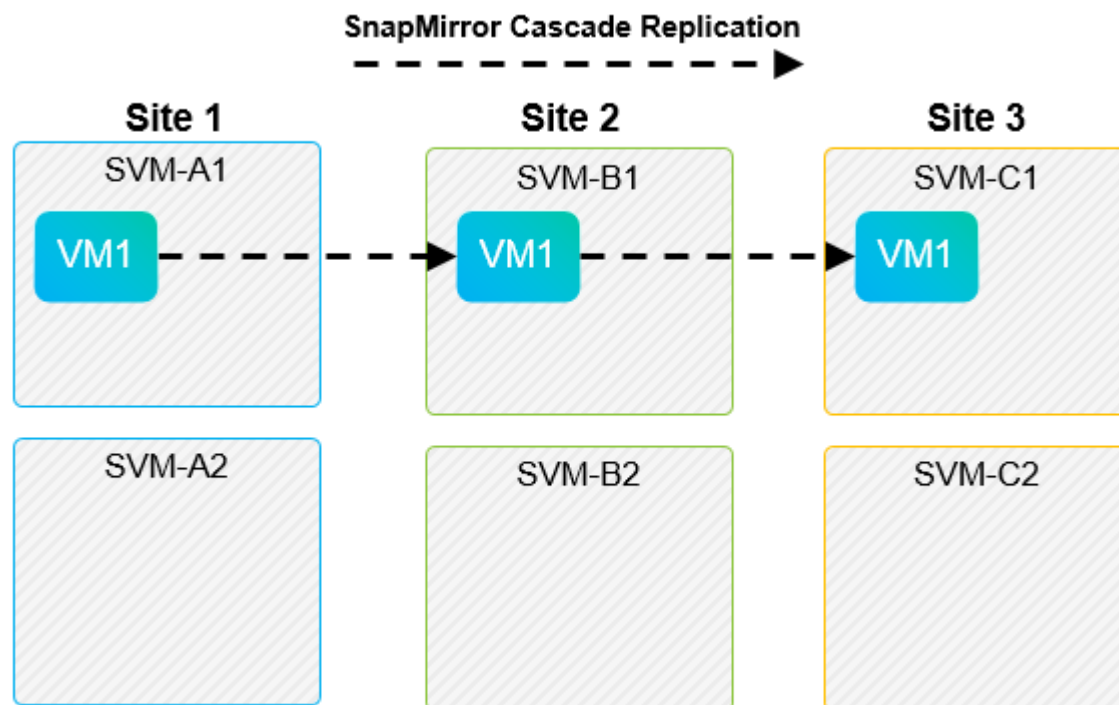 SnapMirror Cascade Replication
Site 1 Site 2 Site 3
SVM-A1 SVM-B1 SVM-C1
VM1 VM1 VM1
SVM-A2 SVM-B2 SVM-C2